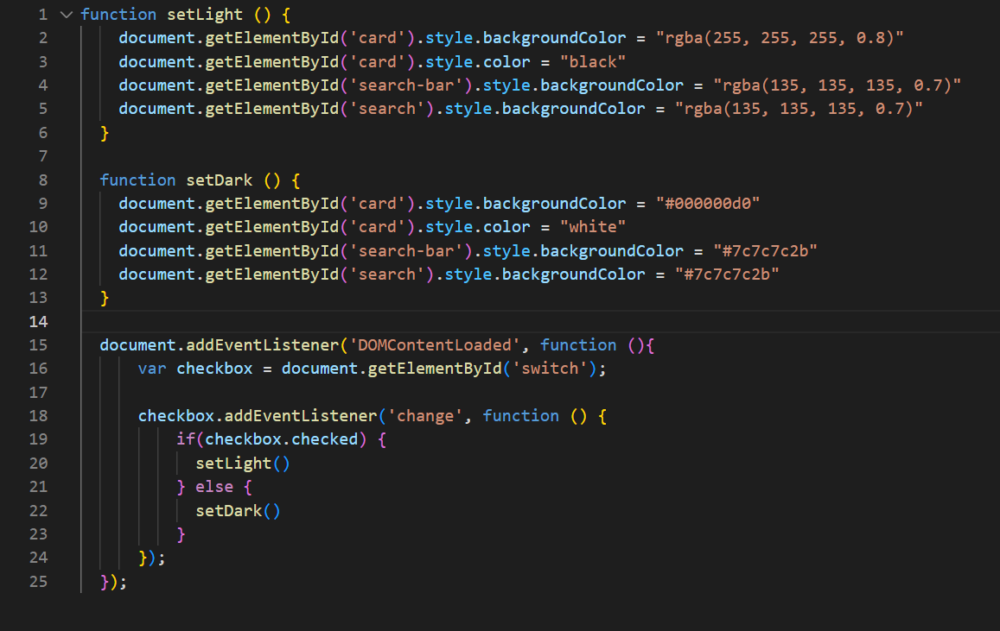 1 function setLight () {
2 document.getElementById('card').style.backgroundColor = "rgba(255, 255, 255, 0.8)"
3 document.getElementById('card').style.color = "black"
4 document.getElementById('search-bar').style.backgroundColor = "rgba(135, 135, 135, 0.7)"
5 document.getElementById('search').style.backgroundColor = "rgba(135, 135, 135, 0.7)"
6 }
7
8 function setDark () {
9 document.getElementById('card').style.backgroundColor = "#000000d0"
10 document.getElementById('card').style.color = "white"
11 document.getElementById('search-bar').style.backgroundColor = "#7c7c7c2b"
12 document.getElementById('search').style.backgroundColor = "#7c7c7c2b"
13 }
14
15 document.addEventListener('DOMContentLoaded', function (){
16 var checkbox = document.getElementById('switch');
17
18 checkbox.addEventListener('change', function () {
19 if(checkbox.checked) {
20 setLight()
21 } else {
22 setDark()
23 }
24 });
25 });